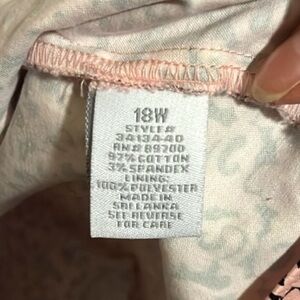 18W
STYLE#
34134-40
RN# 89700
97% COTTON
3% SPANDEX
LINING:
100% POLYESTER
MADE IN
SRI LANKA
SEE REVERSE
FOR CARE